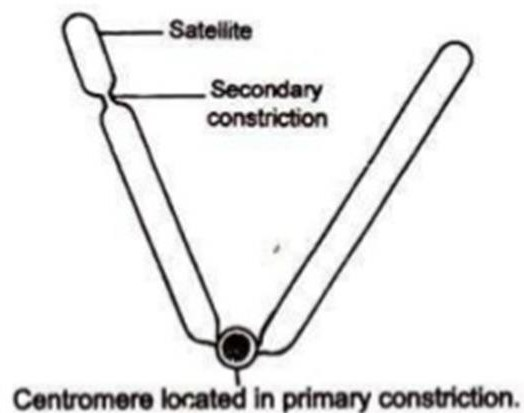 Satellite
Secondary
constriction
Centromere located in primary constriction.